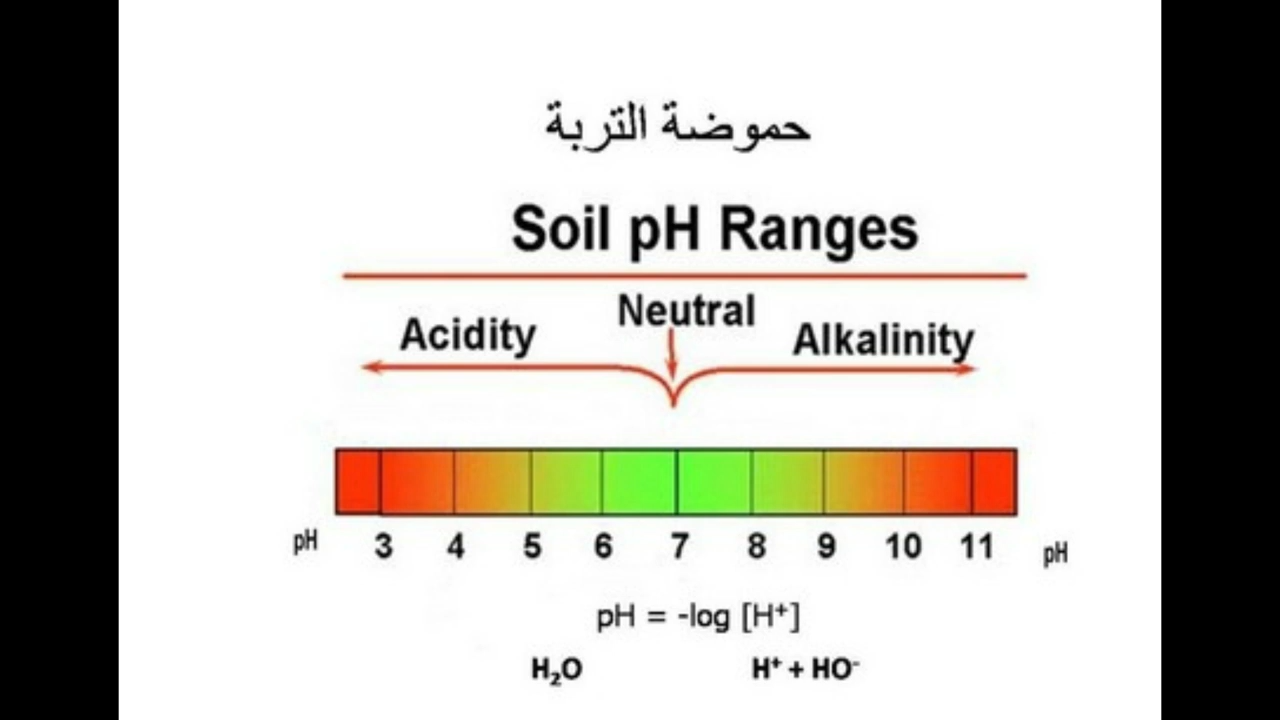 حموضة التربة
Soil pH Ranges
Neutral
Acidity Alkalinity
pH 3 4 5 6 7 8 9 10 11 pH
pH = -log [H⁺]
H₂O H⁺ + HO⁻